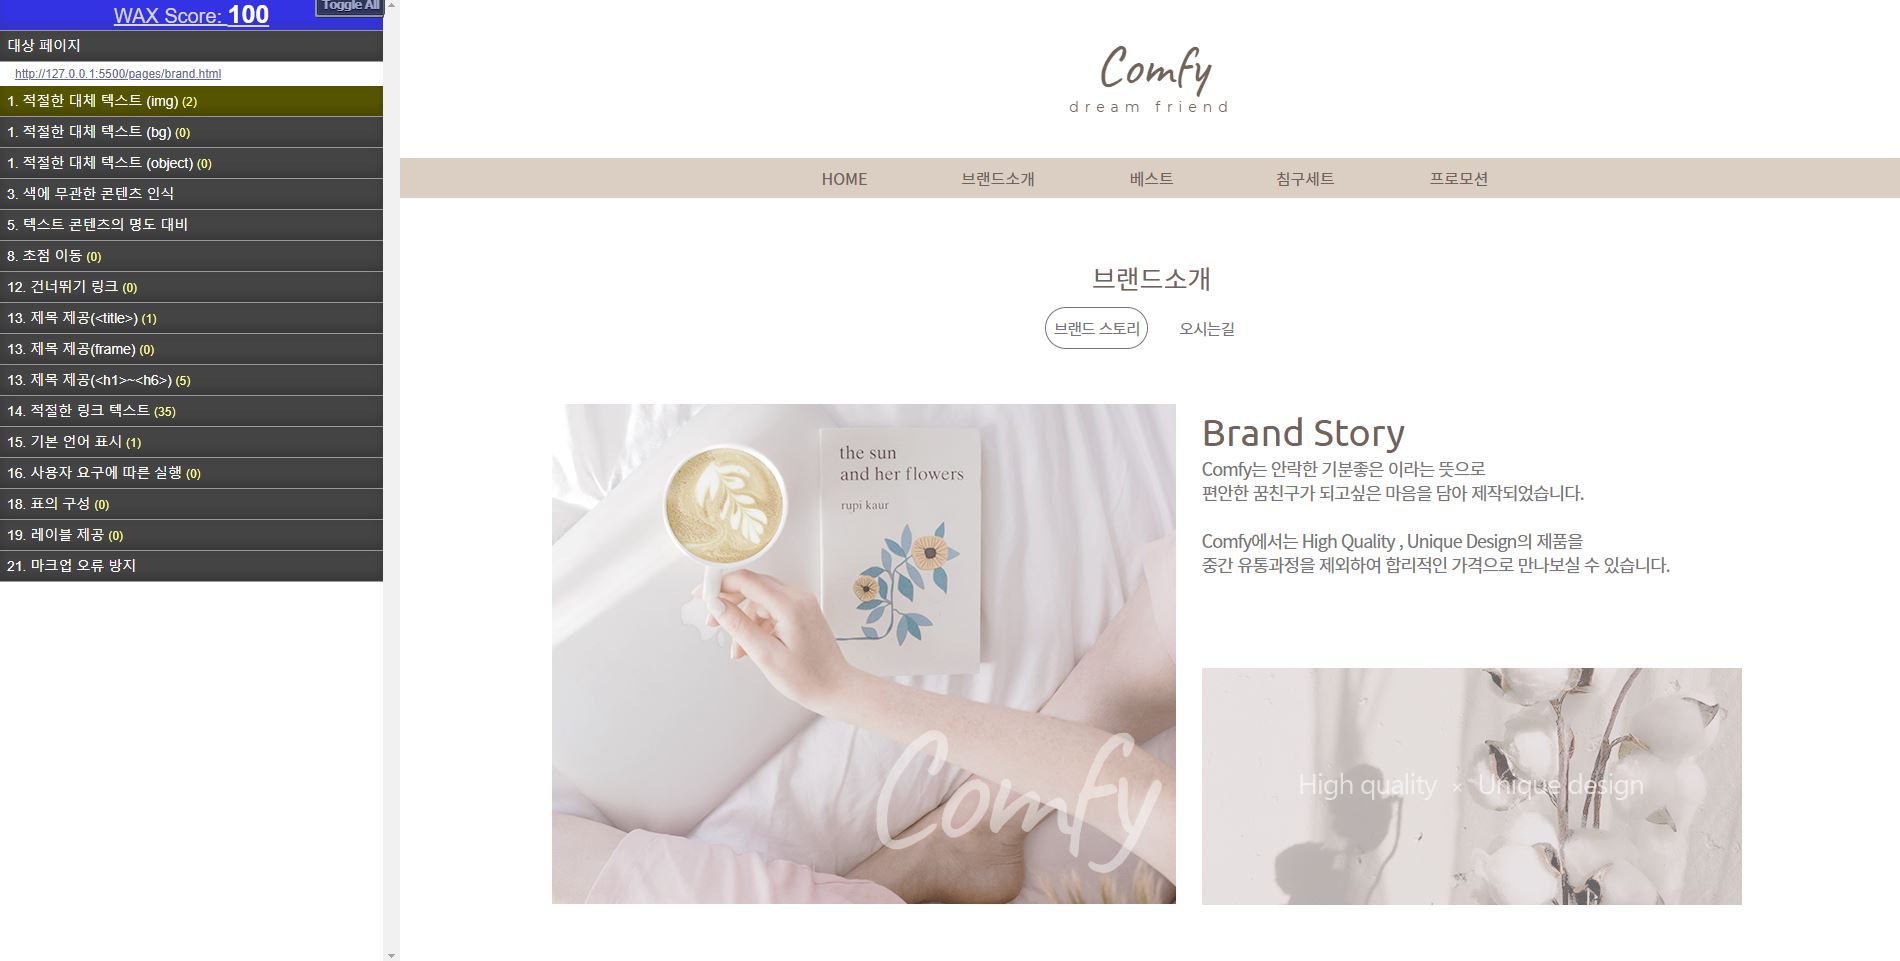 WAX Score: 100
Toggle All
대상 페이지
http://127.0.0.1:5500/pages/brand.html
1. 적절한 대체 텍스트 (img) (2)
1. 적절한 대체 텍스트 (bg) (0)
1. 적절한 대체 텍스트 (object) (0)
3. 색에 무관한 콘텐츠 인식
5. 텍스트 콘텐츠의 명도 대비
8. 초점 이동 (0)
12. 건너뛰기 링크 (0)
13. 제목 제공(<title>) (1)
13. 제목 제공(frame) (0)
13. 제목 제공(<h1>~<h6>) (5)
14. 적절한 링크 텍스트 (35)
15. 기본 언어 표시 (1)
16. 사용자 요구에 따른 실행 (0)
18. 표의 구성 (0)
19. 레이블 제공 (0)
21. 마크업 오류 방지
Comfy
dream friend
HOME 브랜드소개 베스트 침구세트 프로모션
브랜드소개
브랜드 스토리 오시는길
the sun
and her flowers
rupi kaur
Comfy
Brand Story
Comfy는 안락한 기분좋은 이라는 뜻으로
편안한 꿈친구가 되고싶은 마음을 담아 제작되었습니다.
Comfy에서는 High Quality , Unique Design의 제품을
중간 유통과정을 제외하여 합리적인 가격으로 만나보실 수 있습니다.
High quality × Unique design